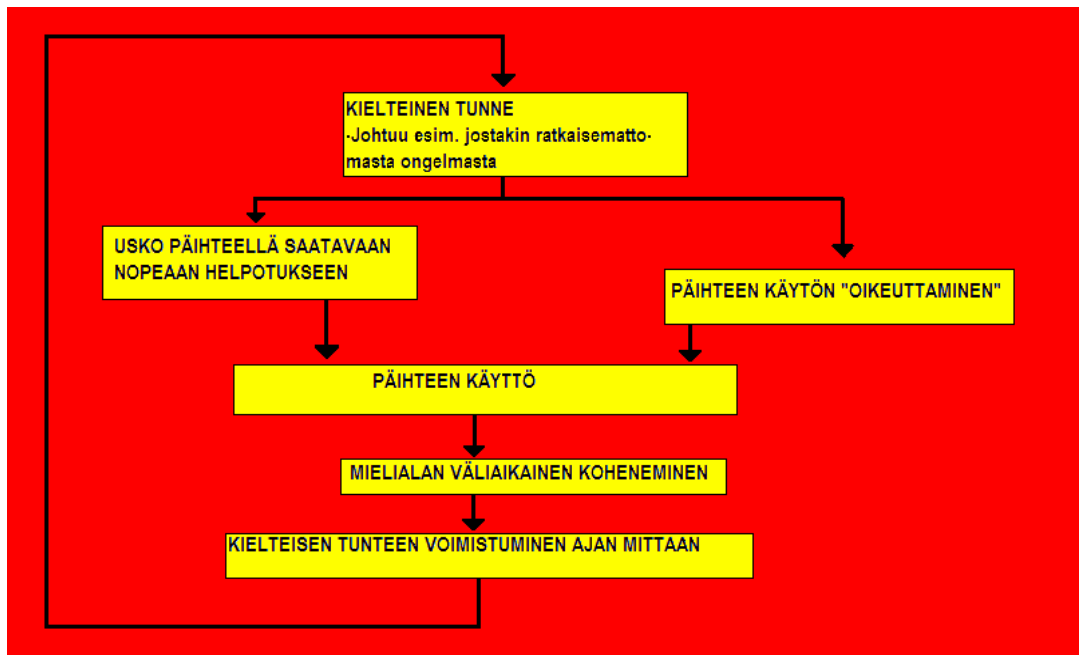 KIELTEINEN TUNNE
-Johtuu esim. jostakin ratkaisematto-
masta ongelmasta
USKO PÄIHTEELLÄ SAATAVAAN
NOPEAAN HELPOTUKSEEN
PÄIHTEEN KÄYTÖN "OIKEUTTAMINEN"
PÄIHTEEN KÄYTTÖ
MIELIALAN VÄLIAIKAINEN KOHENEMINEN
KIELTEISEN TUNTEEN VOIMISTUMINEN AJAN MITTAAN